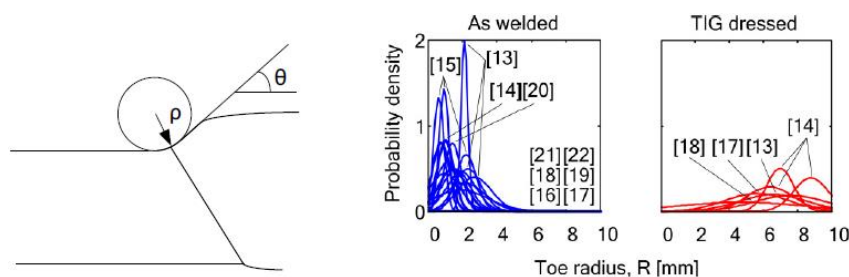 θ
ρ
As welded
TIG dressed
Probability density
2
1
0
[15]
[13]
[14][20]
[21][22]
[18][19]
[16][17]
0 2 4 6 8 10
[14]
[18] [17][13]
0 2 4 6 8 10
Toe radius, R [mm]